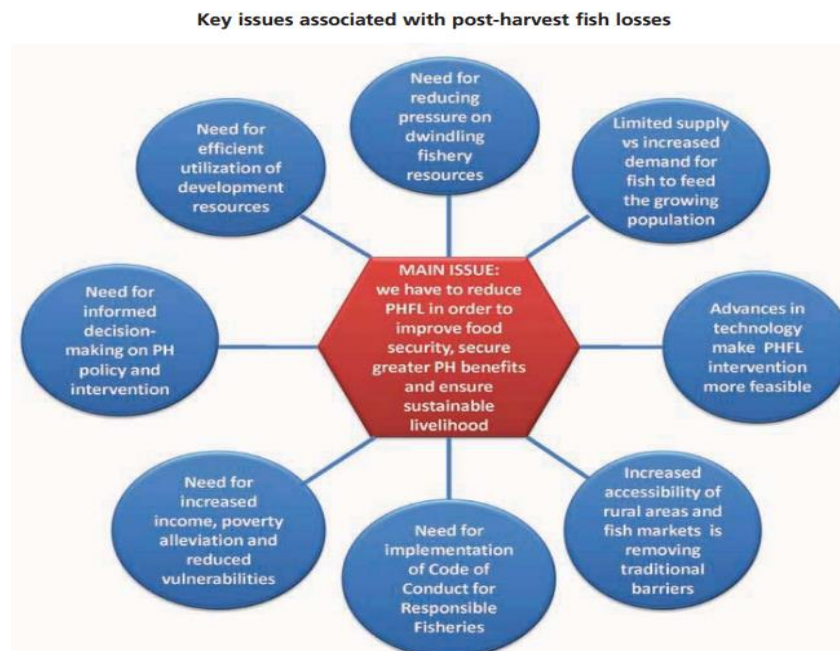 Key issues associated with post-harvest fish losses
Need for
reducing
pressure on
dwindling
fishery
resources
Limited supply
vs increased
demand for
fish to feed
the growing
population
Advances in
technology
make PHFL
intervention
more feasible
Increased
accessibility of
rural areas and
fish markets is
removing
traditional
barriers
Need for
implementation
of Code of
Conduct for
Responsible
Fisheries
Need for
increased
income, poverty
alleviation and
reduced
vulnerabilities
Need for
informed
decision-
making on PH
policy and
intervention
Need for
efficient
utilization of
development
resources
MAIN ISSUE:
we have to reduce
PHFL in order to
improve food
security, secure
greater PH benefits
and ensure
sustainable
livelihood